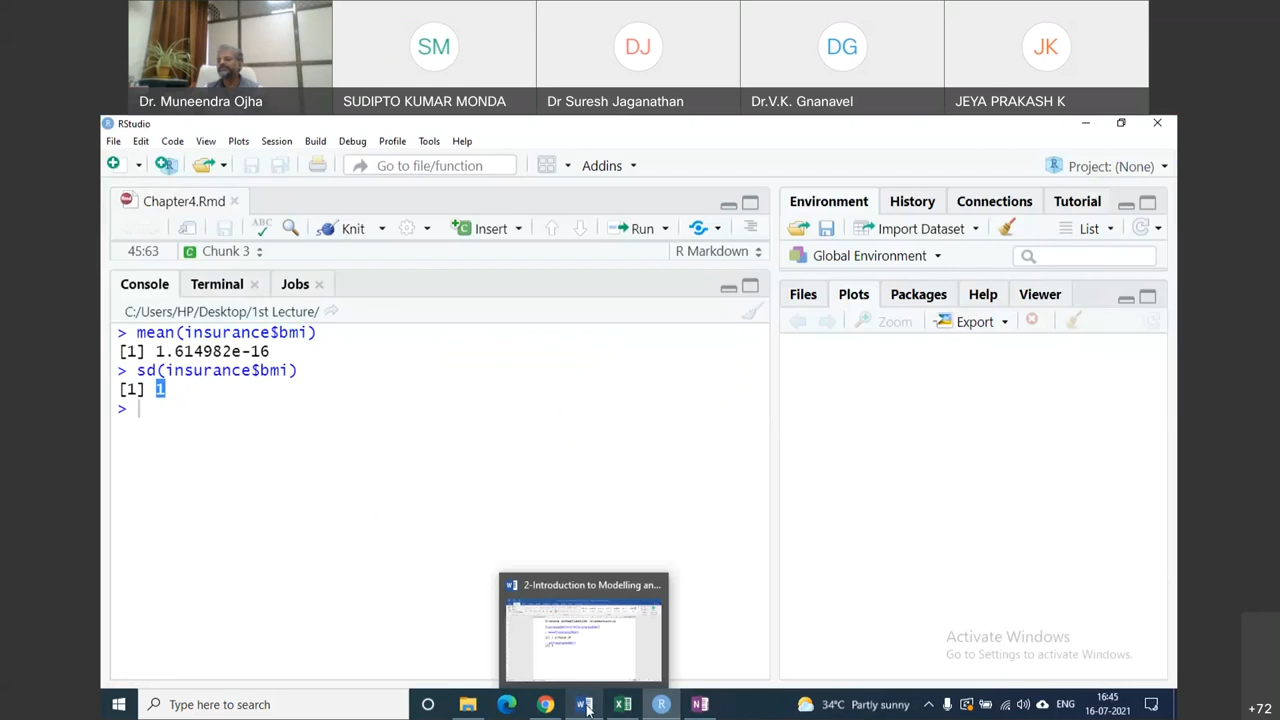 SM
DJ
DG
JK
Dr. Muneendra Ojha
SUDIPTO KUMAR MONDA
Dr Suresh Jaganathan
Dr.V.K. Gnanavel
JEYA PRAKASH K
RStudio
File Edit Code View Plots Session Build Debug Profile Tools Help
Go to file/function
Addins
Project: (None)
Chapter4.Rmd
ABC
Knit
Insert
Run
45:63
Chunk 3
R Markdown
Console
Terminal
Jobs
C:/Users/HP/Desktop/1st Lecture/
> mean(insurance$bmi)
[1] 1.614982e-16
> sd(insurance$bmi)
[1] 1
>
Environment
History
Connections
Tutorial
Import Dataset
List
Global Environment
Files
Plots
Packages
Help
Viewer
Zoom
Export
2-Introduction to Modelling an...
Activate Windows
Go to Settings to activate Windows.
Type here to search
34°C Partly sunny
ENG
16:45
16-07-2021
+72